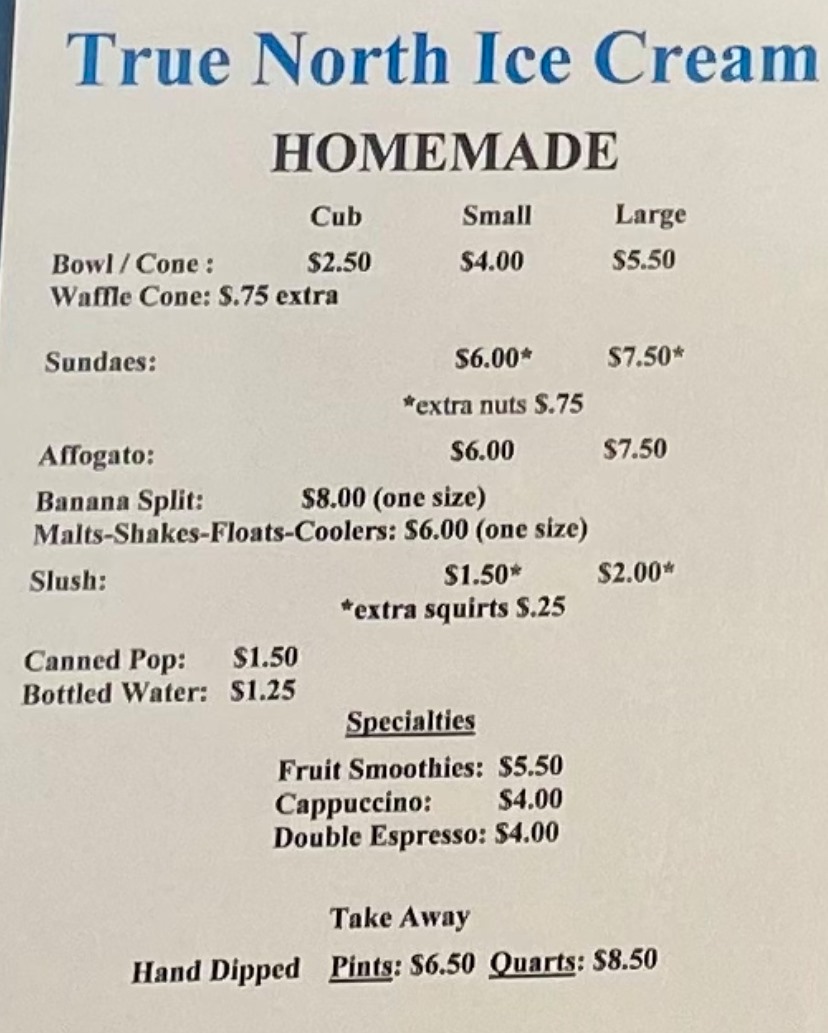 True North Ice Cream
HOMEMADE
Cub Small Large
Bowl / Cone : $2.50 $4.00 $5.50
Waffle Cone: $.75 extra
Sundaes: $6.00* $7.50*
*extra nuts $.75
Affogato: $6.00 $7.50
Banana Split: $8.00 (one size)
Malts-Shakes-Floats-Coolers: $6.00 (one size)
Slush: $1.50* $2.00*
*extra squirts $.25
Canned Pop: $1.50
Bottled Water: $1.25
Specialties
Fruit Smoothies: $5.50
Cappuccino: $4.00
Double Espresso: $4.00
Take Away
Hand Dipped Pints: $6.50 Quarts: $8.50